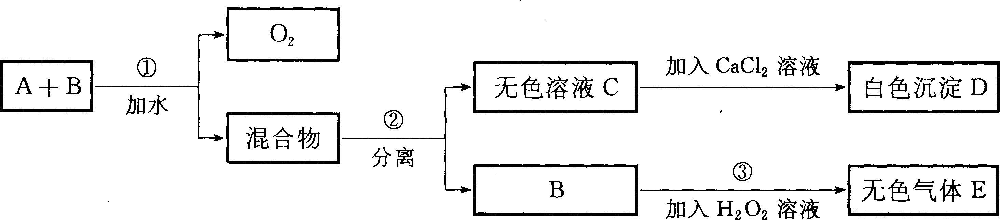 A＋B
①
加水
O₂
混合物
②
分离
无色溶液 C
加入 CaCl₂ 溶液
白色沉淀 D
B
③
加入 H₂O₂ 溶液
无色气体 E